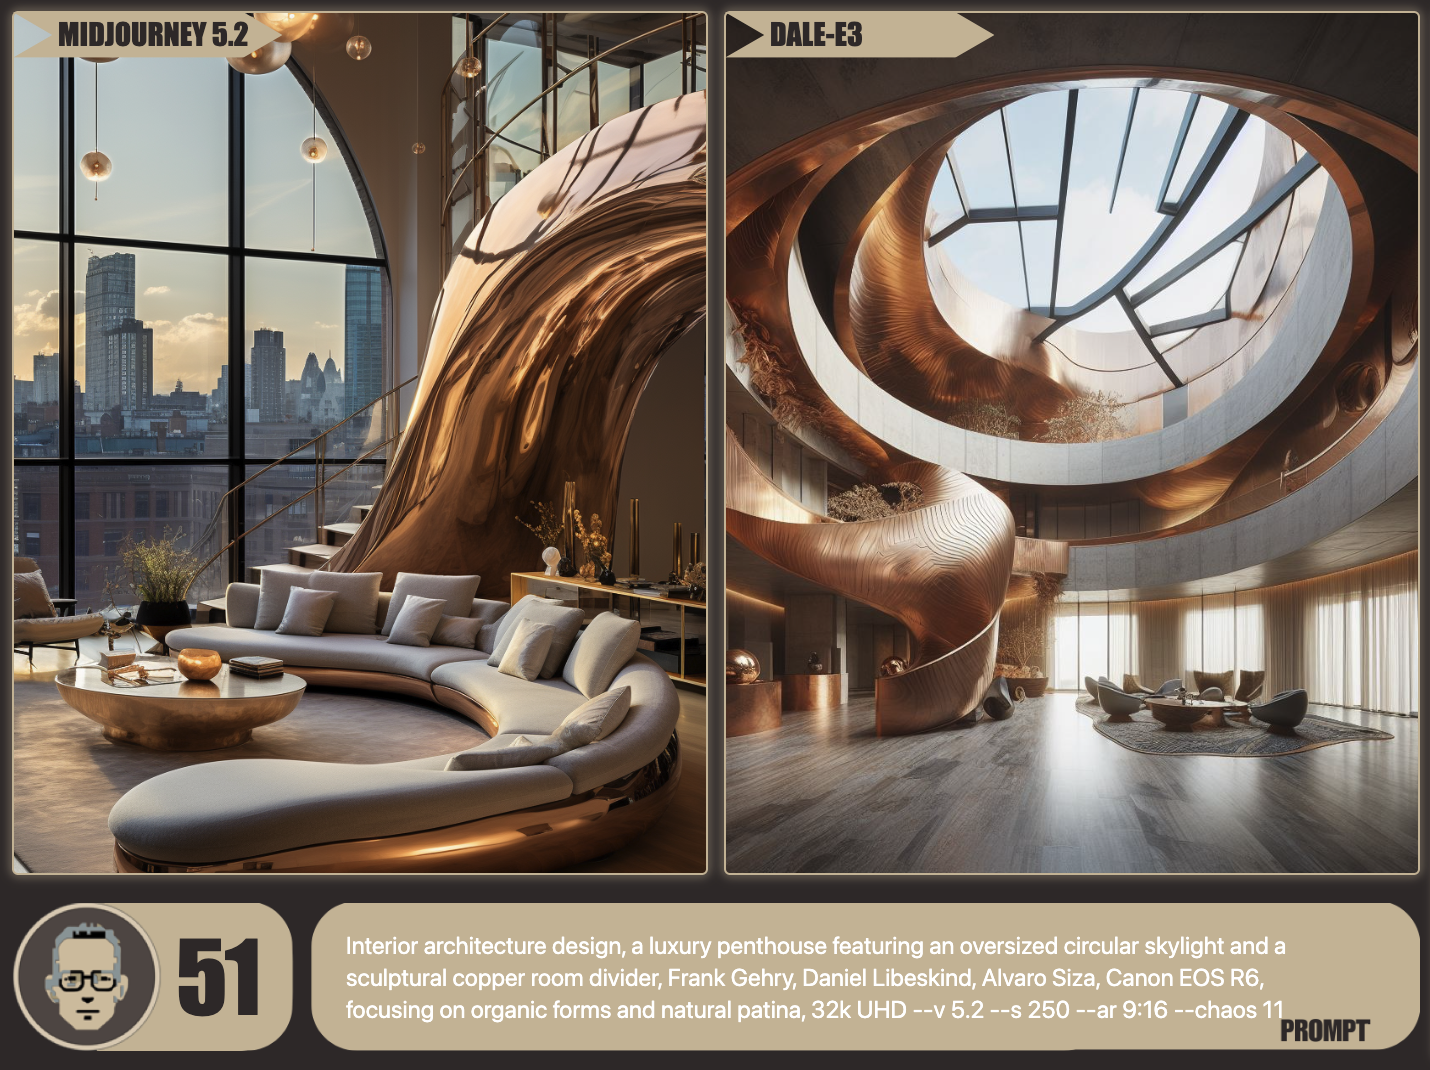 MIDJOURNEY 5.2
DALE-E3
51
Interior architecture design, a luxury penthouse featuring an oversized circular skylight and a
sculptural copper room divider, Frank Gehry, Daniel Libeskind, Alvaro Siza, Canon EOS R6,
focusing on organic forms and natural patina, 32k UHD --v 5.2 --s 250 --ar 9:16 --chaos 11
PROMPT